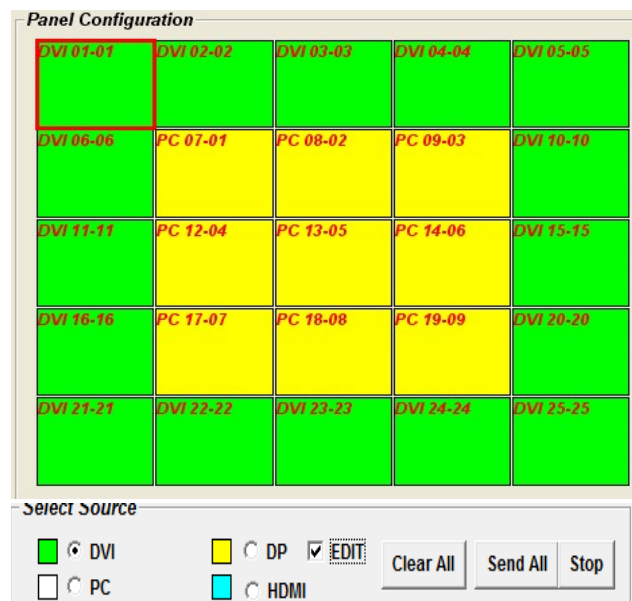 Panel Configuration
DVI 01-01 DVI 02-02 DVI 03-03 DVI 04-04 DVI 05-05
DVI 06-06 PC 07-01 PC 08-02 PC 09-03 DVI 10-10
DVI 11-11 PC 12-04 PC 13-05 PC 14-06 DVI 15-15
DVI 16-16 PC 17-07 PC 18-08 PC 19-09 DVI 20-20
DVI 21-21 DVI 22-22 DVI 23-23 DVI 24-24 DVI 25-25
Select Source
DVI DP EDIT Clear All Send All Stop
PC HDMI